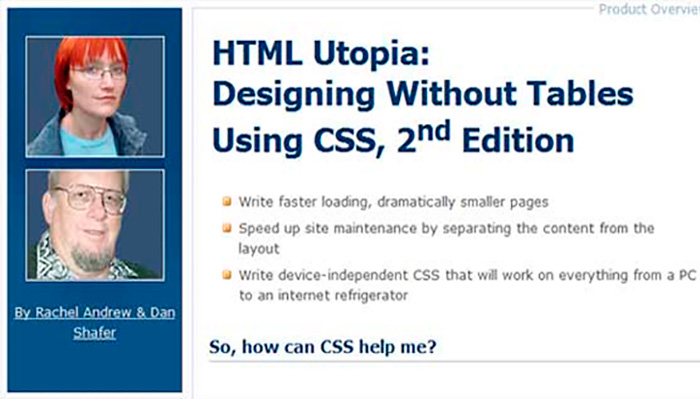 Product Overvie
HTML Utopia:
Designing Without Tables
Using CSS, 2nd Edition
Write faster loading, dramatically smaller pages
Speed up site maintenance by separating the content from the
layout
Write device-independent CSS that will work on everything from a PC
to an internet refrigerator
By Rachel Andrew & Dan
Shafer
So, how can CSS help me?